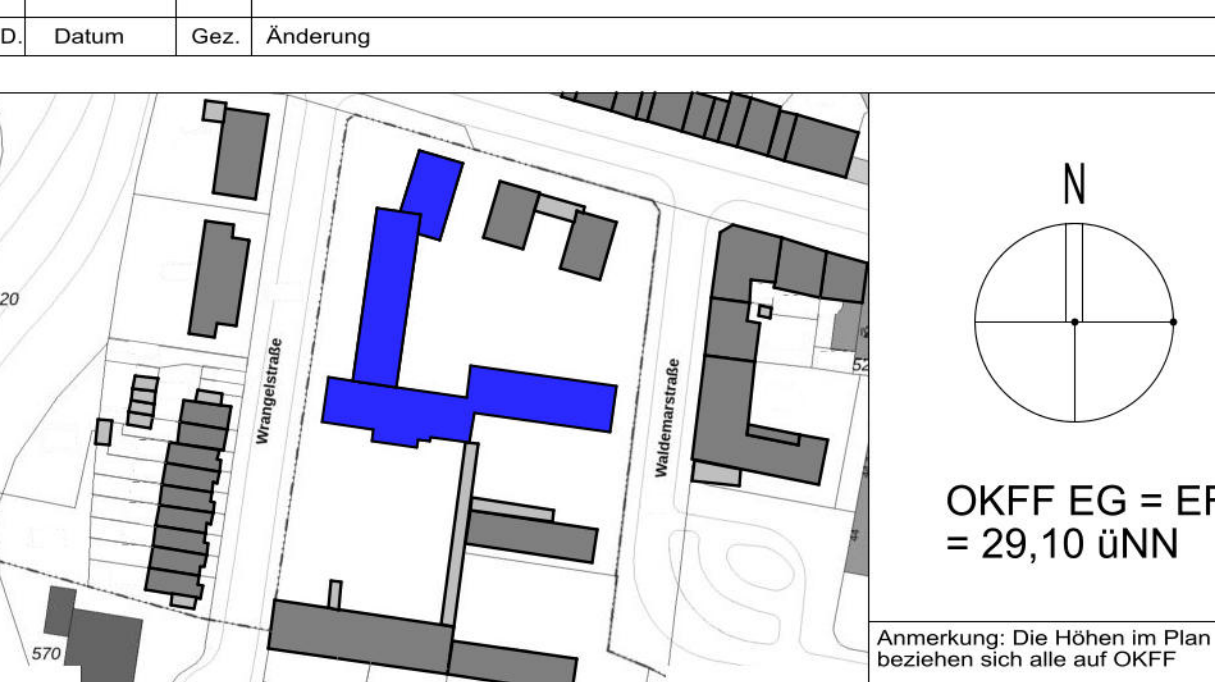 D. Datum Gez. Änderung
N
20
Wrangelstraße
Waldemarstraße
52
44
570
OKFF EG = EF
= 29,10 üNN
Anmerkung: Die Höhen im Plan
beziehen sich alle auf OKFF